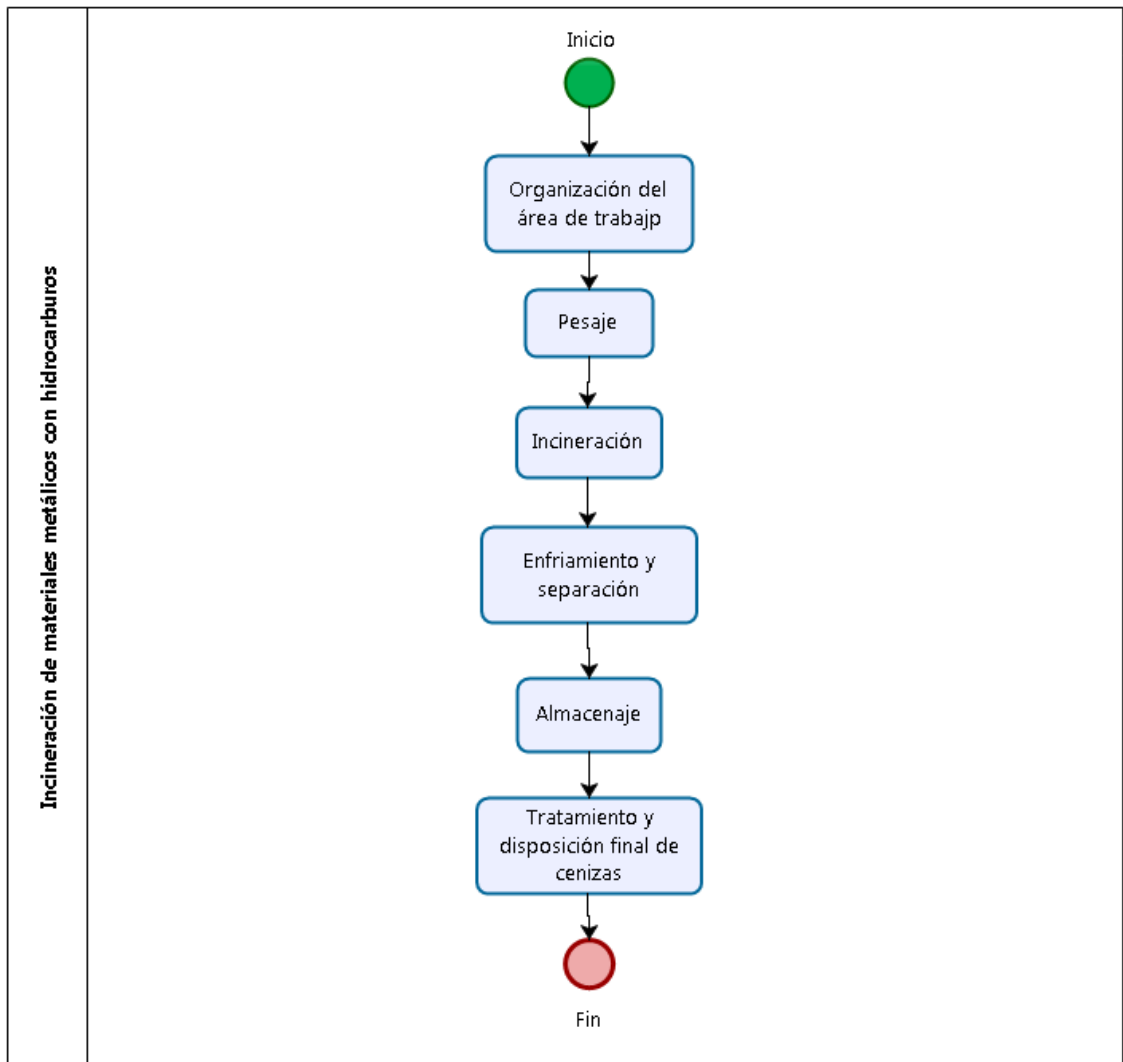 Incineración de materiales metálicos con hidrocarburos
Inicio
Organización del
área de trabajp
Pesaje
Incineración
Enfriamiento y
separación
Almacenaje
Tratamiento y
disposición final de
cenizas
Fin